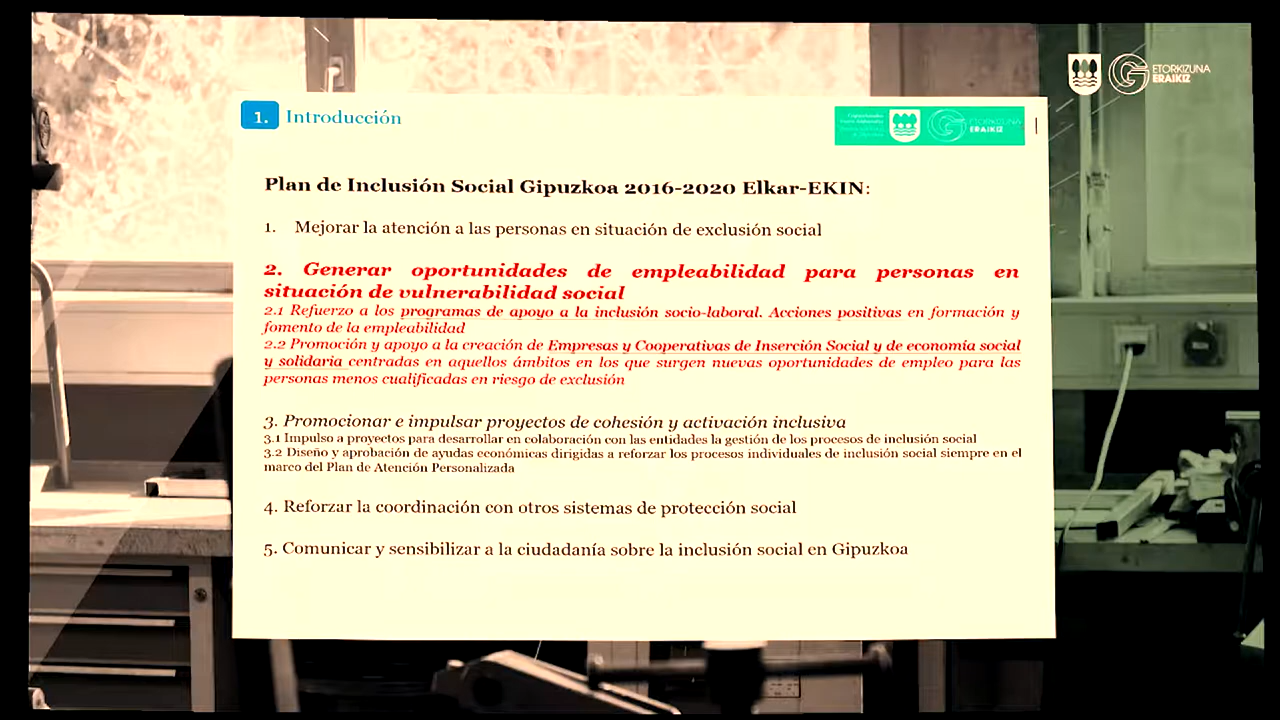 ETORKIZUNA
ERAIKIZ
1. Introducción
ETORKIZUNA
ERAIKIZ
Plan de Inclusión Social Gipuzkoa 2016-2020 Elkar-EKIN:
1. Mejorar la atención a las personas en situación de exclusión social
2. Generar oportunidades de empleabilidad para personas en
situación de vulnerabilidad social
2.1 Refuerzo a los programas de apoyo a la inclusión socio-laboral. Acciones positivas en formación y
fomento de la empleabilidad
2.2 Promoción y apoyo a la creación de Empresas y Cooperativas de Inserción Social y de economía social
y solidaria centradas en aquellos ámbitos en los que surgen nuevas oportunidades de empleo para las
personas menos cualificadas en riesgo de exclusión
3. Promocionar e impulsar proyectos de cohesión y activación inclusiva
3.1 Impulso a proyectos para desarrollar en colaboración con las entidades la gestión de los procesos de inclusión social
3.2 Diseño y aprobación de ayudas económicas dirigidas a reforzar los procesos individuales de inclusión social siempre en el
marco del Plan de Atención Personalizada
4. Reforzar la coordinación con otros sistemas de protección social
5. Comunicar y sensibilizar a la ciudadanía sobre la inclusión social en Gipuzkoa